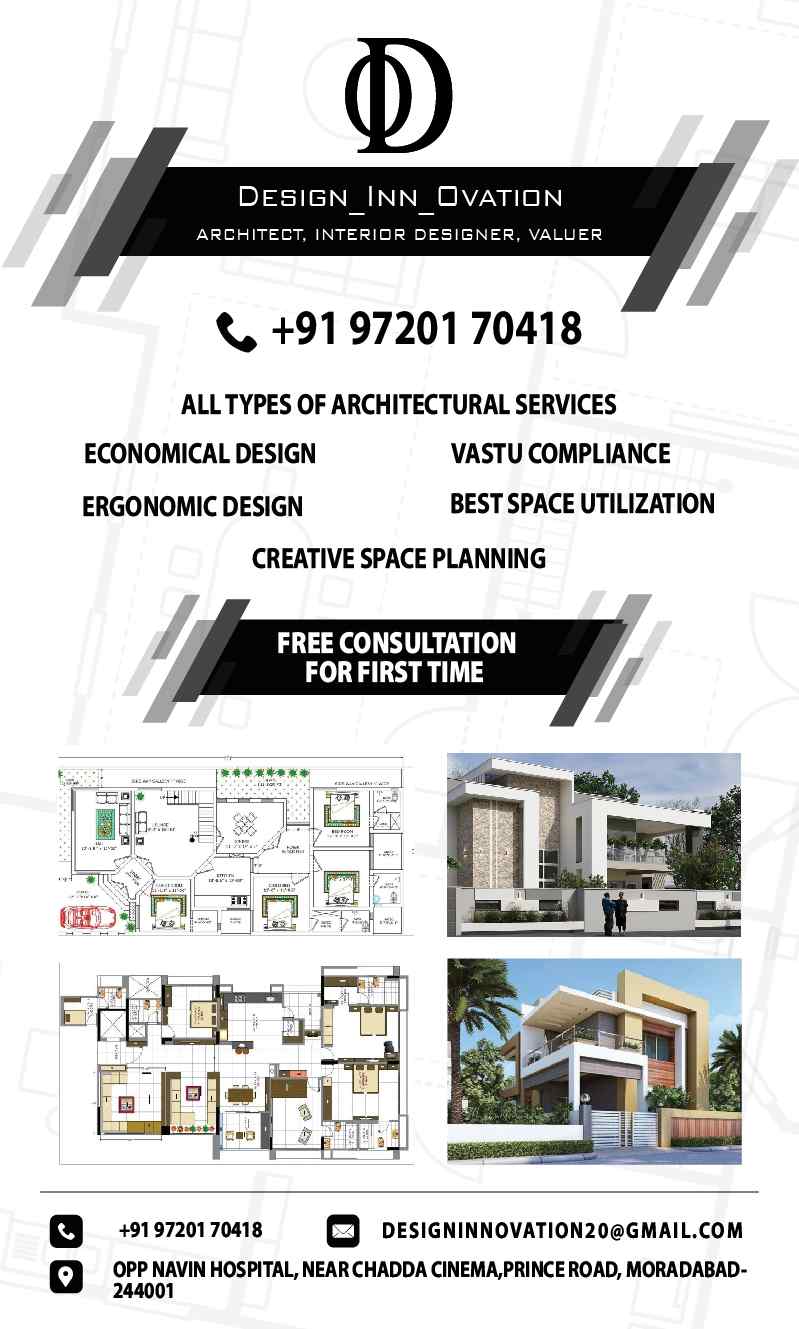 Design_Inn_Ovation
ARCHITECT, INTERIOR DESIGNER, VALUER
+91 97201 70418
ALL TYPES OF ARCHITECTURAL SERVICES
ECONOMICAL DESIGN
VASTU COMPLIANCE
ERGONOMIC DESIGN
BEST SPACE UTILIZATION
CREATIVE SPACE PLANNING
FREE CONSULTATION
FOR FIRST TIME
BEDROOM
KITCHEN
+91 97201 70418
DESIGNINNOVATION20@GMAIL.COM
OPP NAVIN HOSPITAL, NEAR CHADDA CINEMA,PRINCE ROAD, MORADABAD-
244001